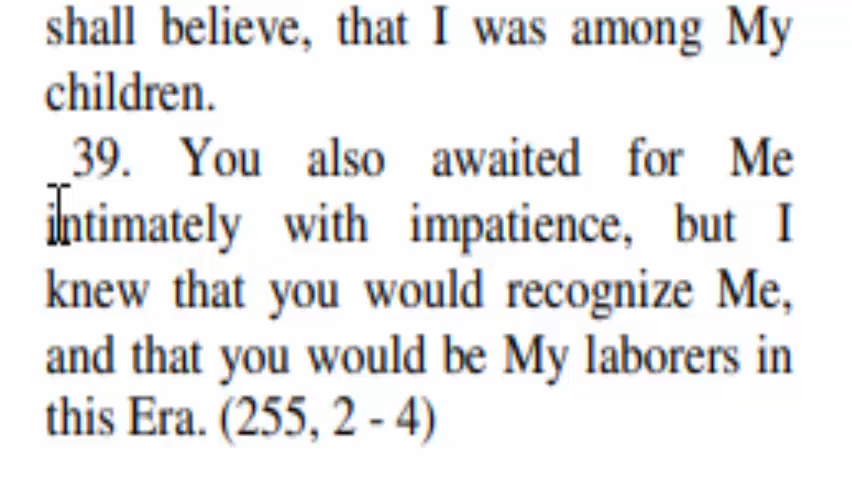 shall believe, that I was among My
children.
39. You also awaited for Me
intimately with impatience, but I
knew that you would recognize Me,
and that you would be My laborers in
this Era. (255, 2 - 4)